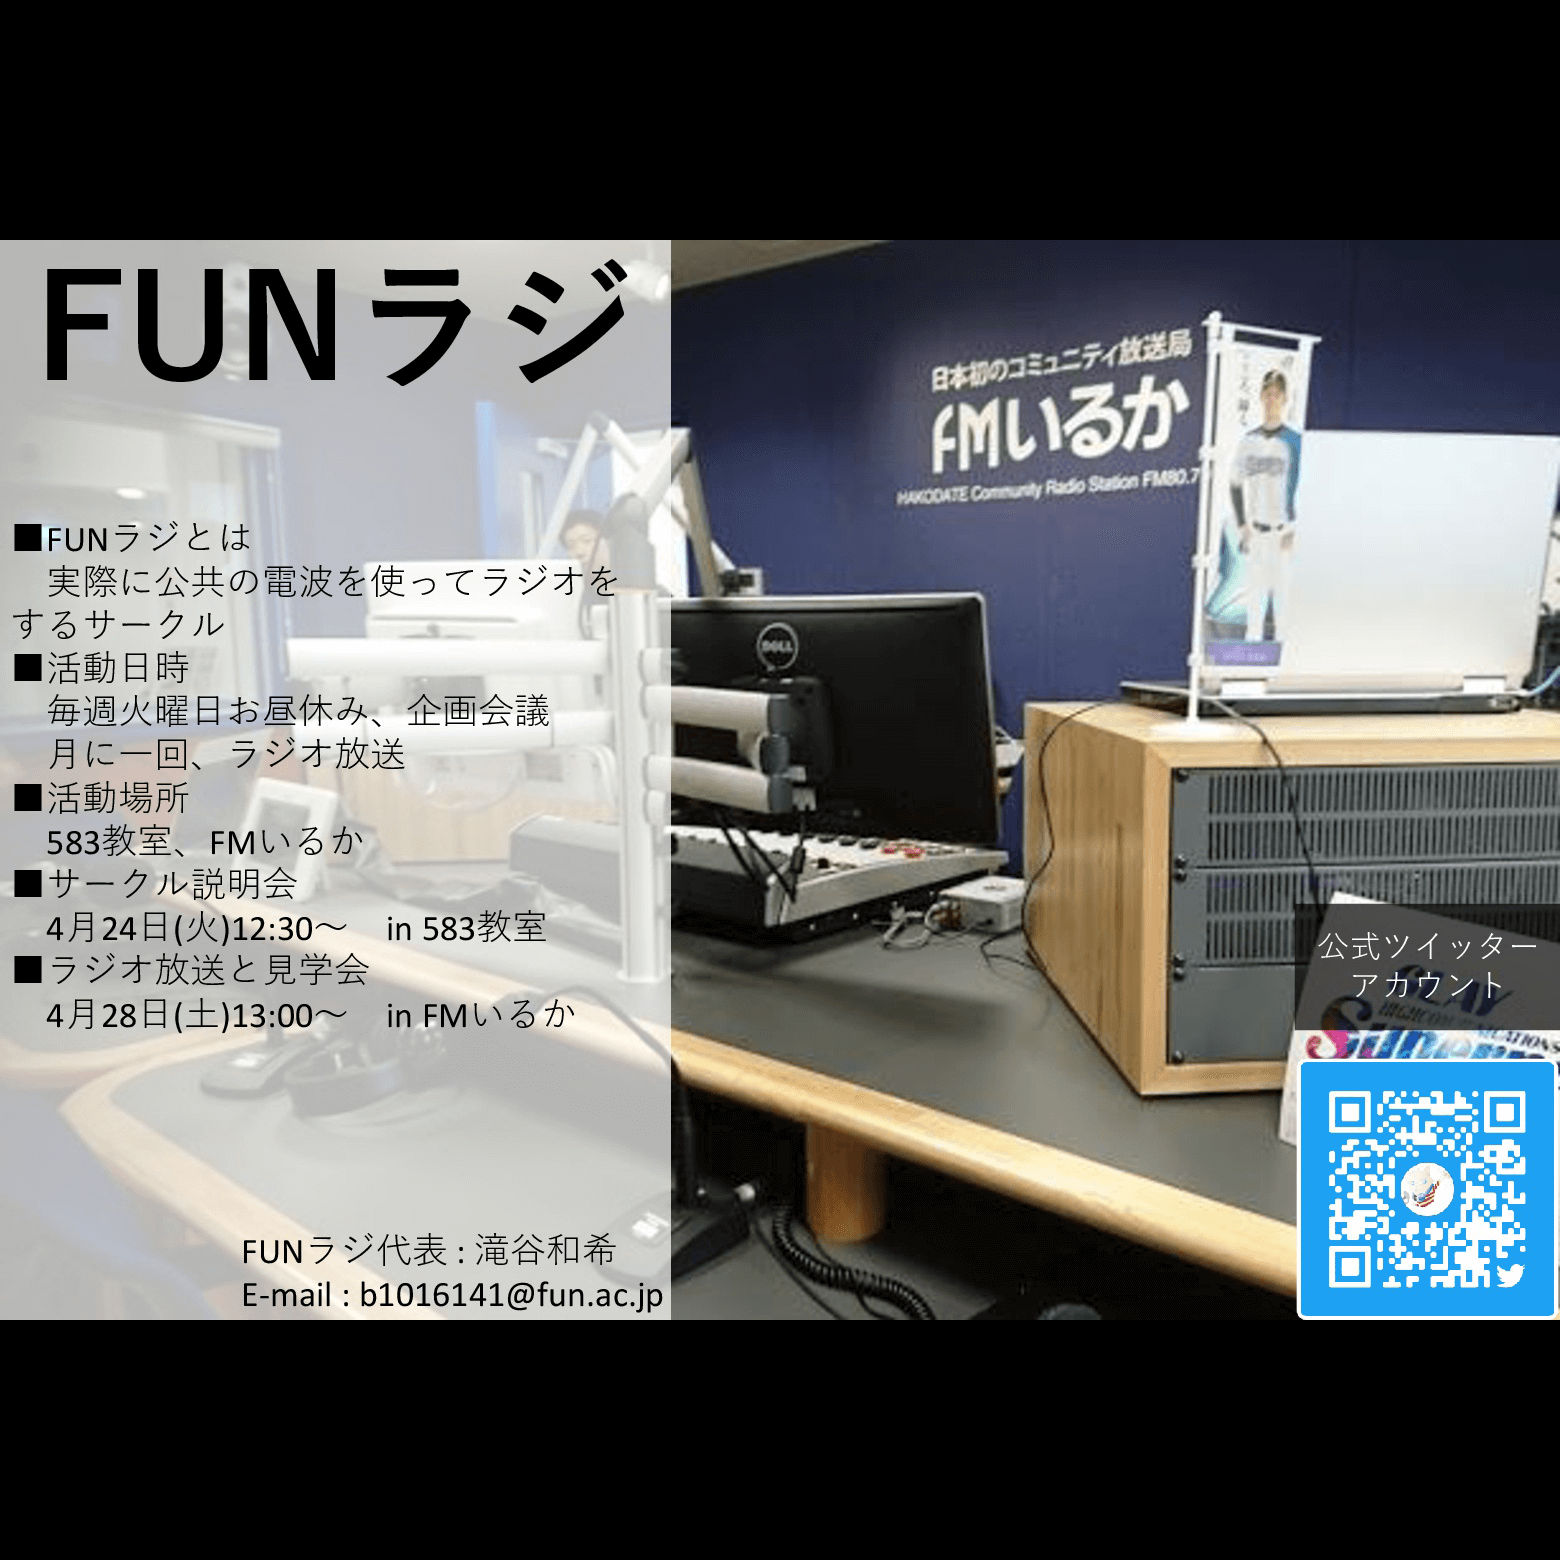 FUNラジ
■FUNラジとは
実際に公共の電波を使ってラジオを
するサークル
■活動日時
毎週火曜日お昼休み、企画会議
月に一回、ラジオ放送
■活動場所
583教室、FMいるか
■サークル説明会
4月24日(火)12:30～ in 583教室
■ラジオ放送と見学会
4月28日(土)13:00～ in FMいるか
FUNラジ代表 : 滝谷和希
E-mail : b1016141@fun.ac.jp
日本初のコミュニティ放送局
FMいるか
HAKODATE Community Radio Station FM80.7
DELL
公式ツイッター
アカウント